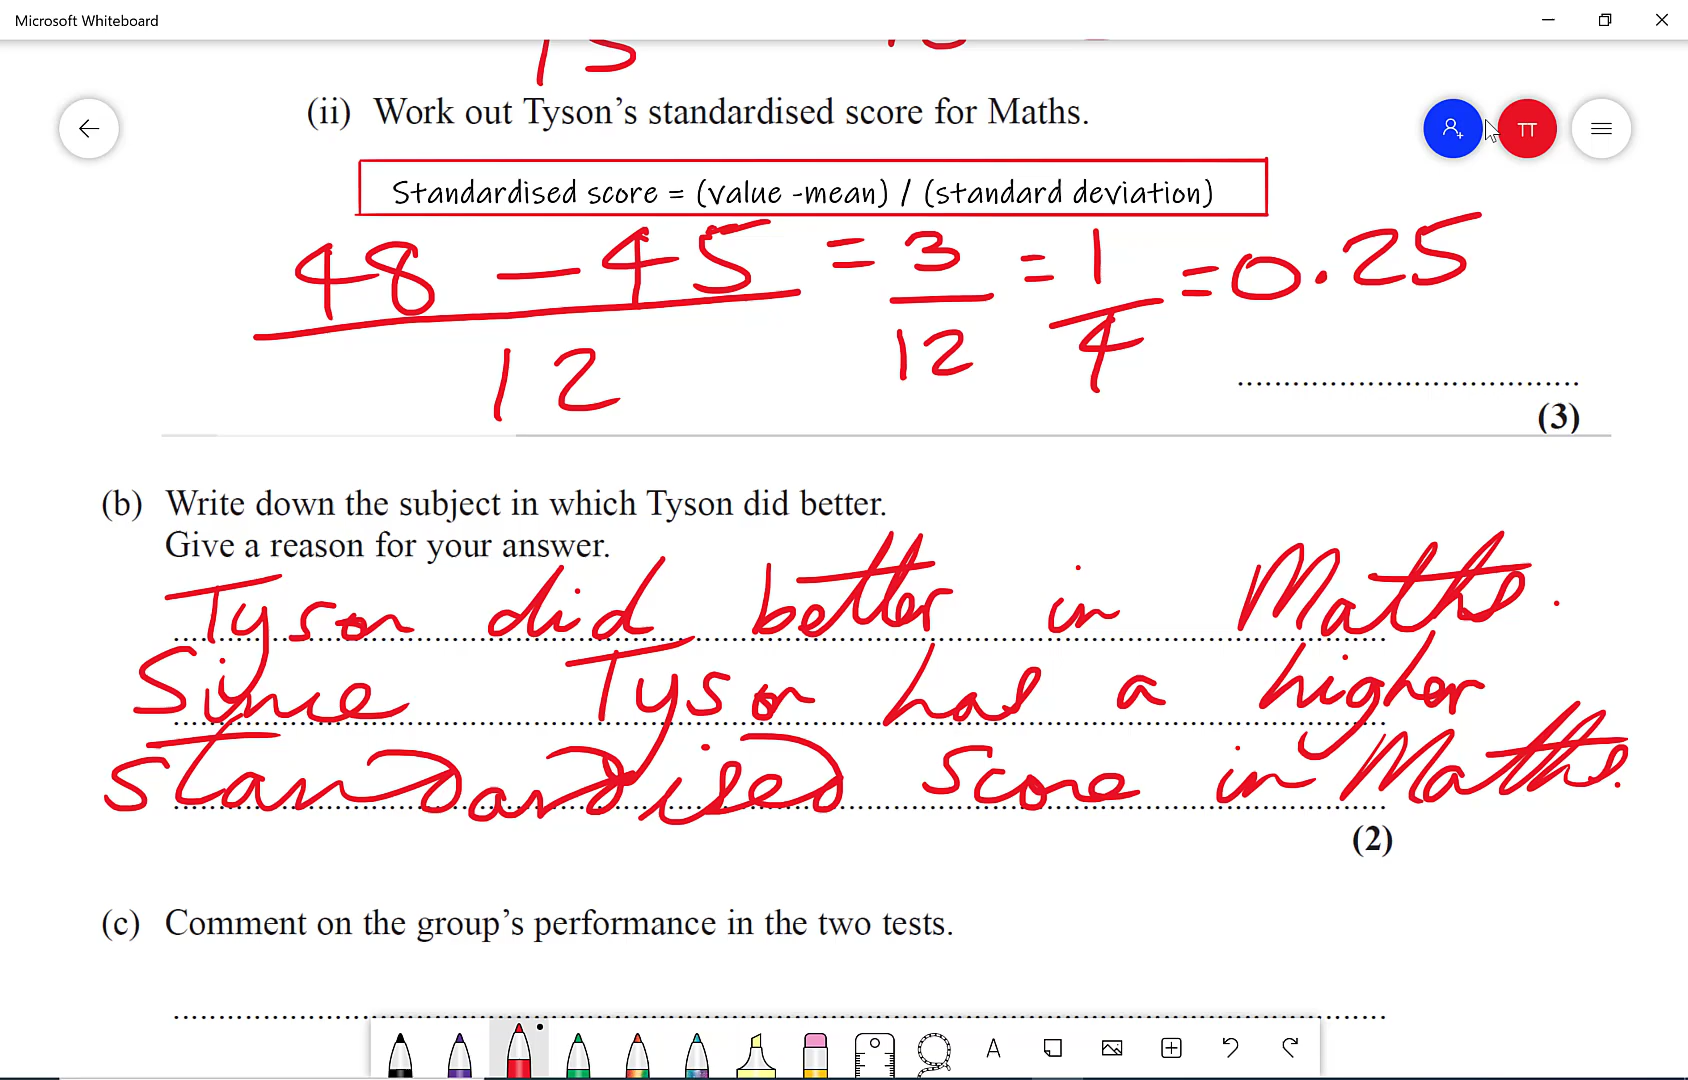 Microsoft Whiteboard
(ii) Work out Tyson's standardised score for Maths.
TT
Standardised score = (value -mean) / (standard deviation)
48 - 45 = 3 = 1 = 0.25
12 12 4
(3)
(b) Write down the subject in which Tyson did better.
Give a reason for your answer.
Tyson did better in Maths.
Since Tyson has a higher
standardised score in Maths.
(2)
(c) Comment on the group's performance in the two tests.
A